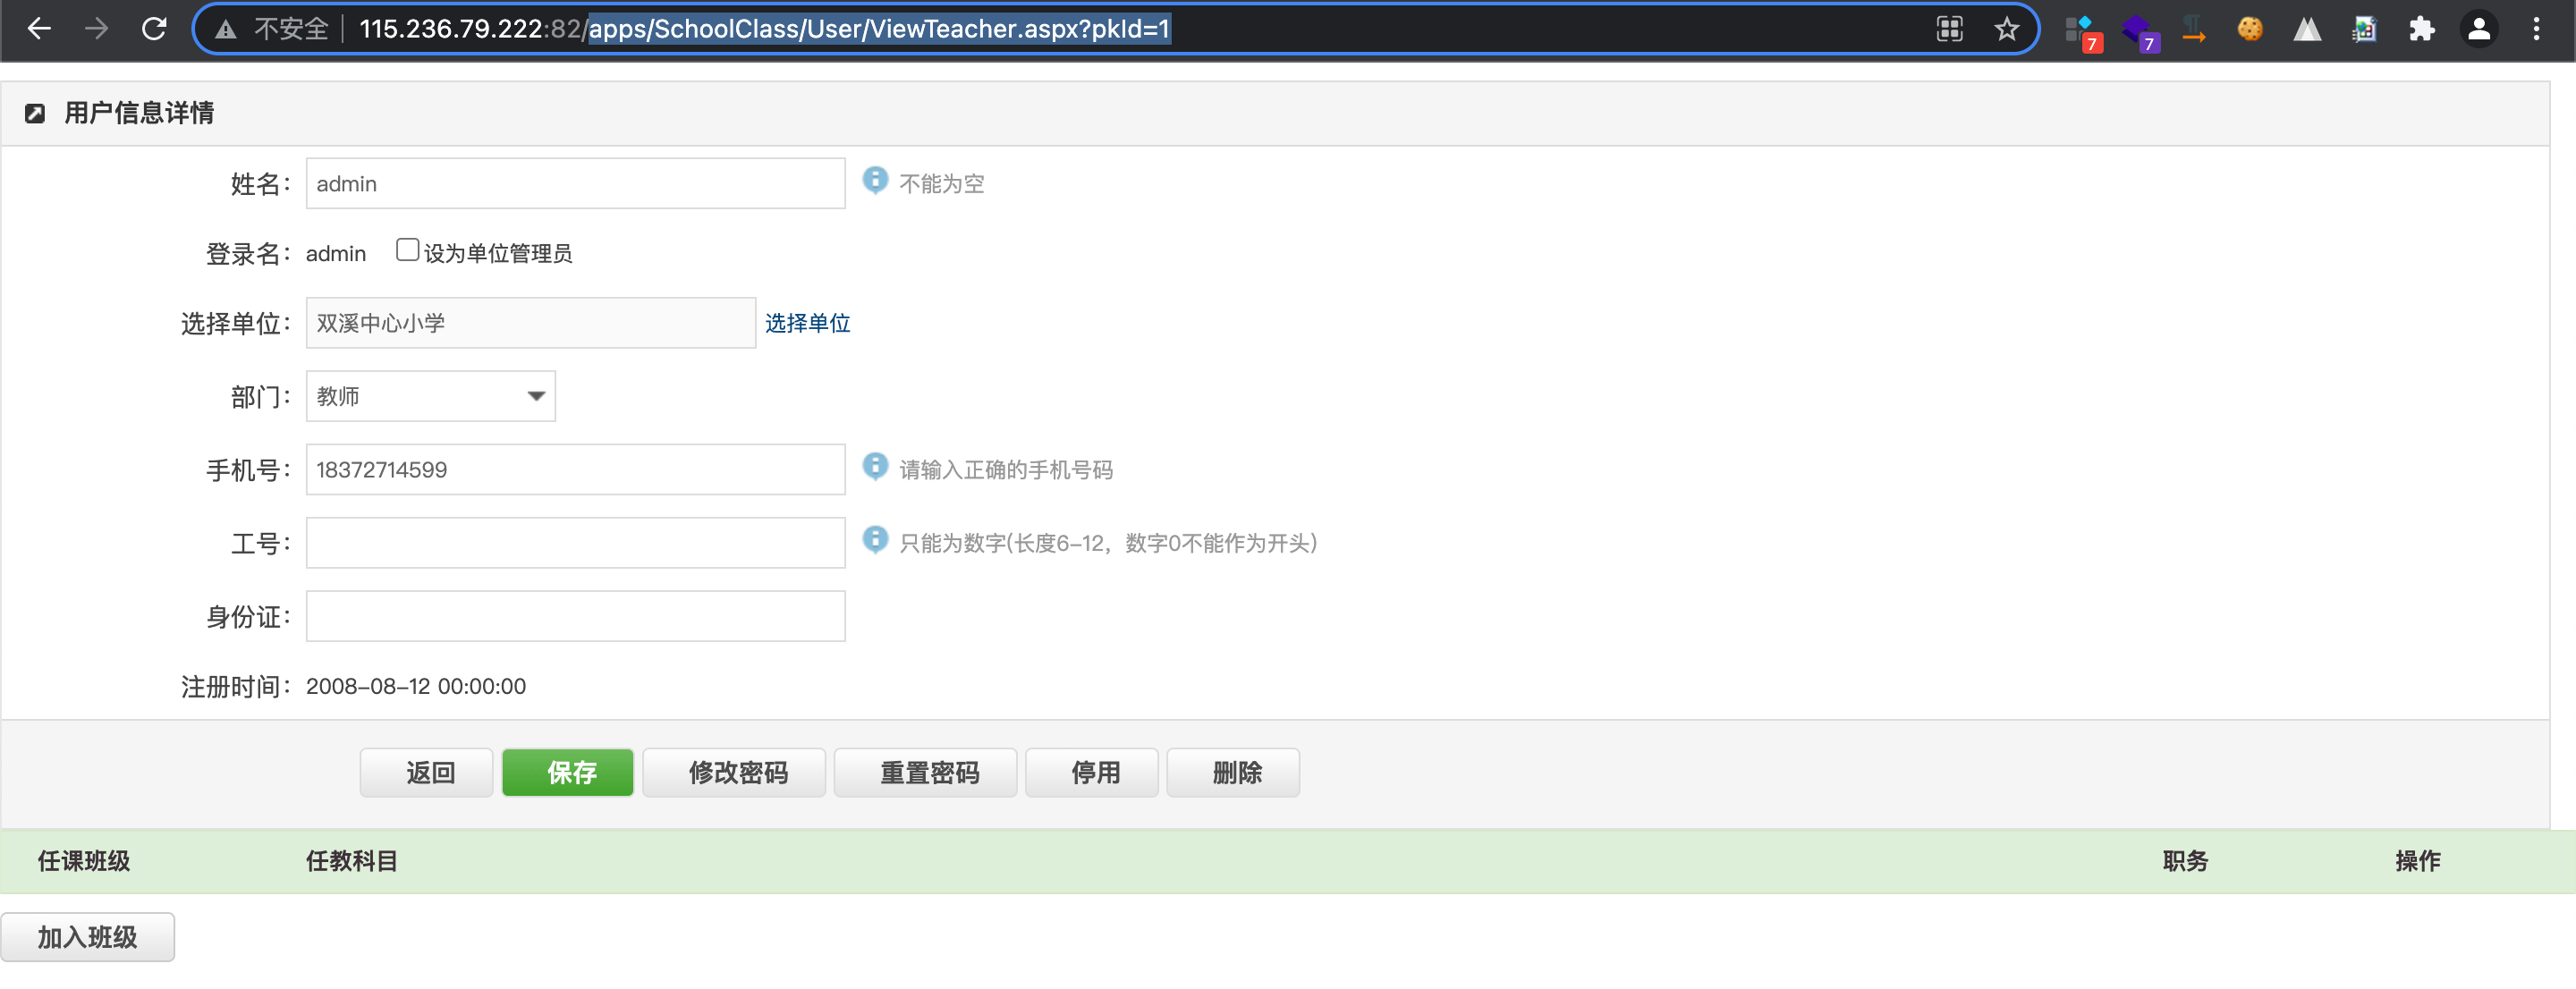 不安全 115.236.79.222:82/apps/SchoolClass/User/ViewTeacher.aspx?pkId=1 7 7
用户信息详情
姓名： admin 不能为空
登录名： admin 设为单位管理员
选择单位： 双溪中心小学 选择单位
部门： 教师
手机号： 18372714599 请输入正确的手机号码
工号： 只能为数字(长度6-12，数字0不能作为开头)
身份证：
注册时间： 2008-08-12 00:00:00
返回 保存 修改密码 重置密码 停用 删除
任课班级 任教科目 职务 操作
加入班级